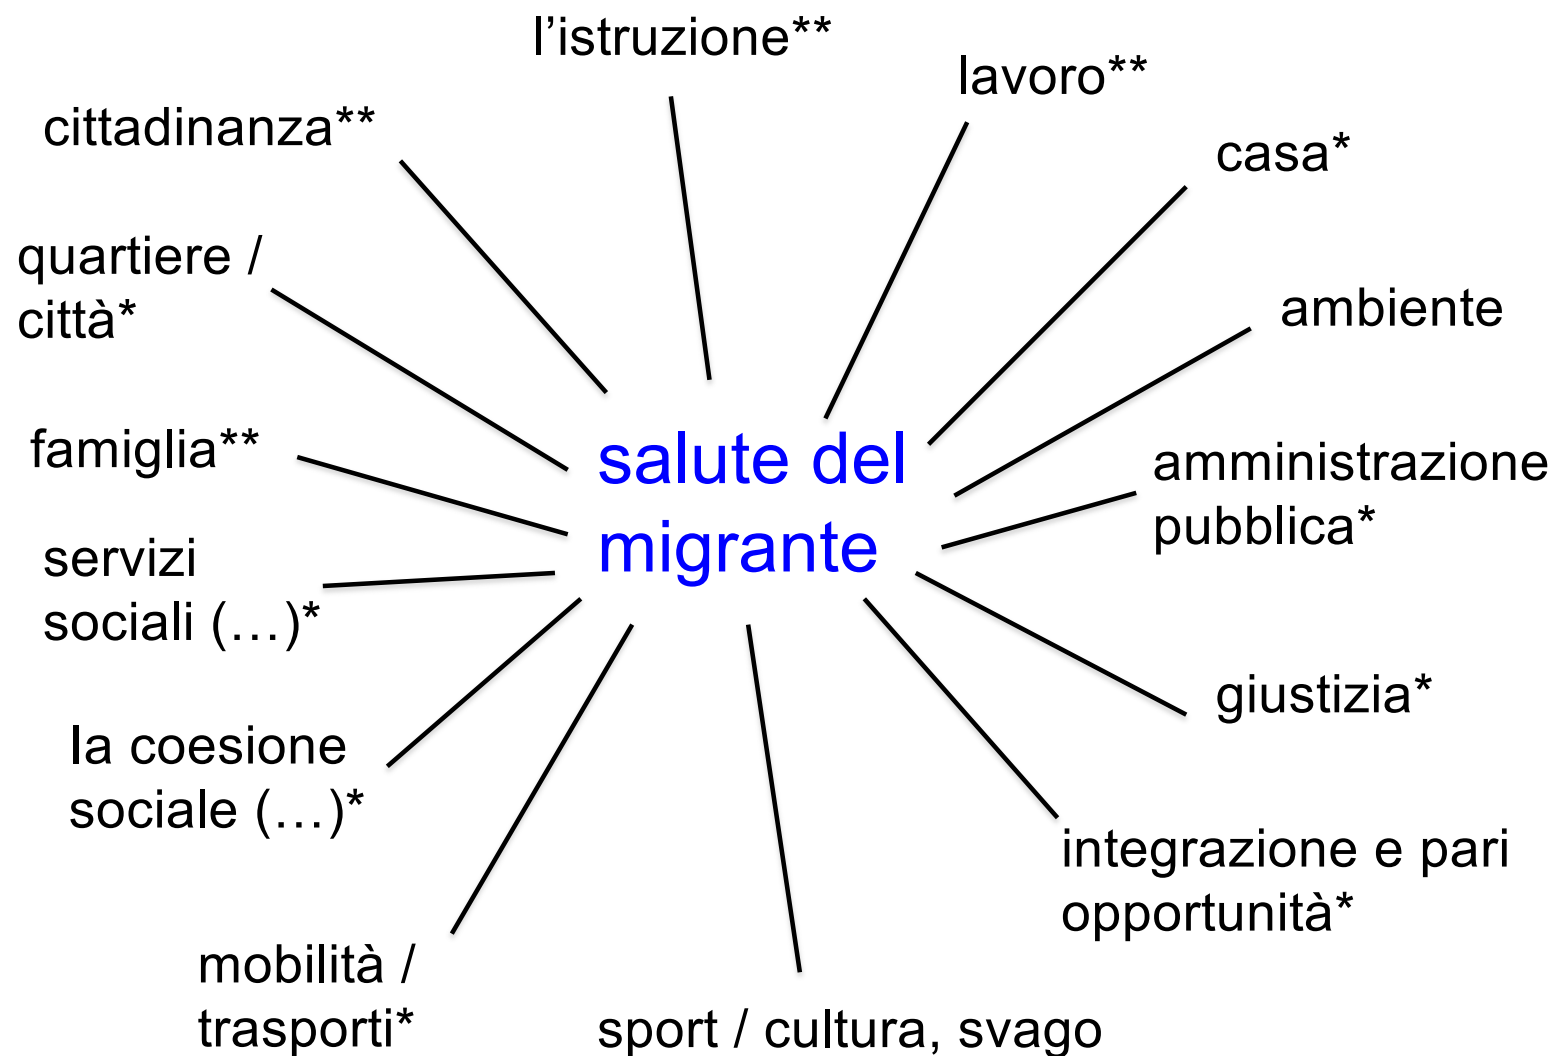 l’istruzione**
lavoro**
cittadinanza**
casa*
quartiere /
città*
ambiente
famiglia**
salute del
migrante
amministrazione
pubblica*
servizi
sociali (…)*
giustizia*
la coesione
sociale (…)*
integrazione e pari
opportunità*
mobilità /
trasporti*
sport / cultura, svago